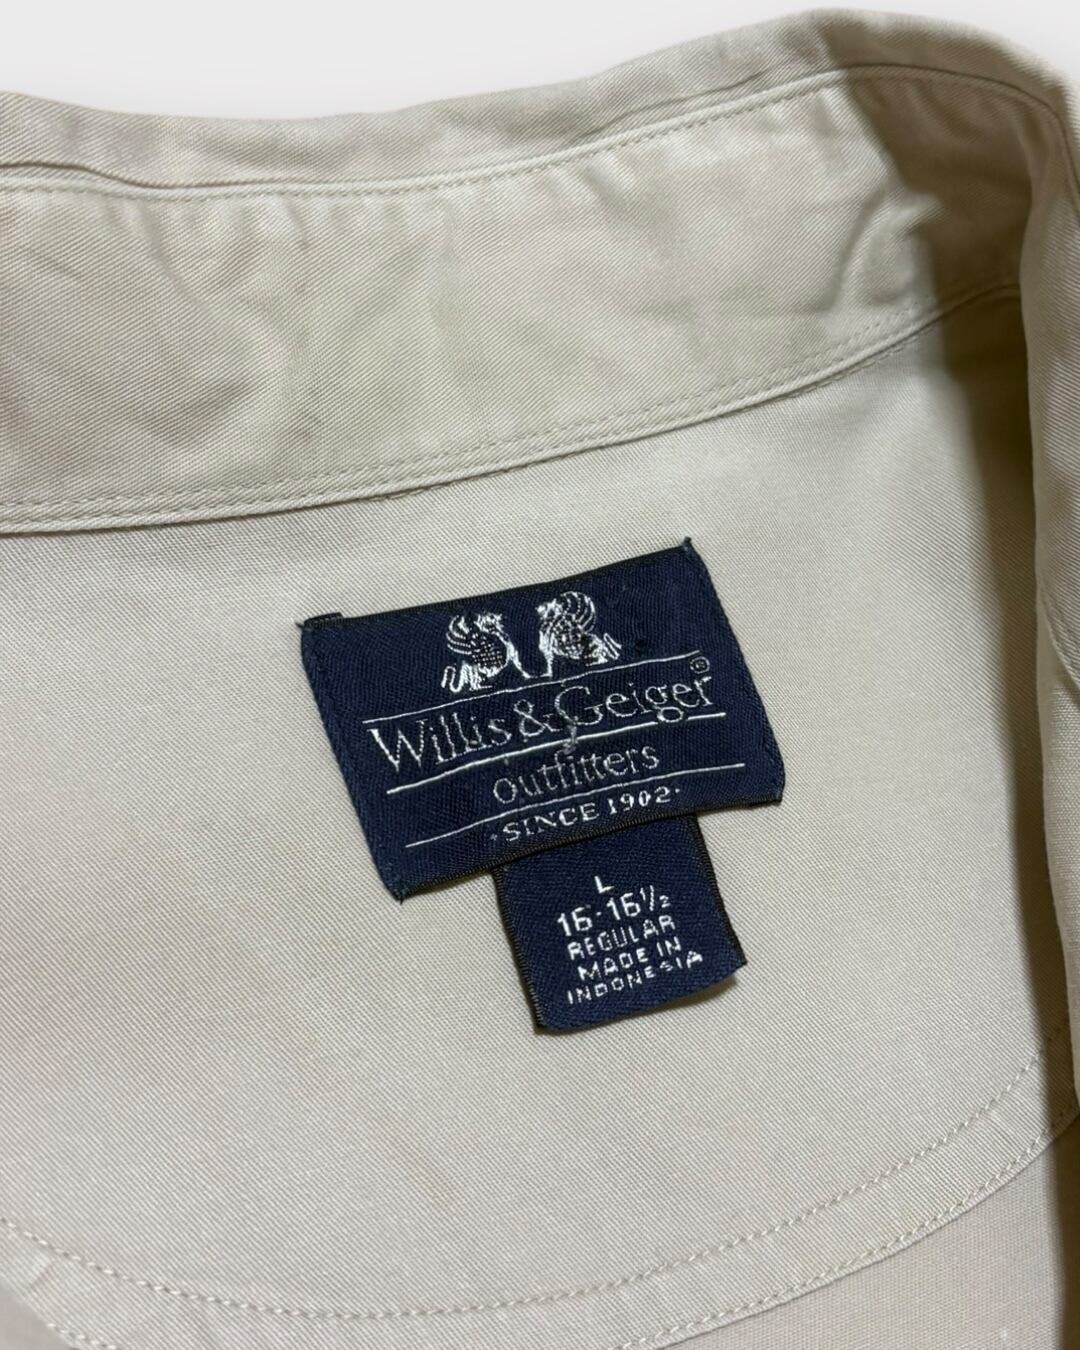 Willis & Geiger®
outfitters
·SINCE 1902·
L
16-16½
REGULAR
MADE IN
INDONESIA